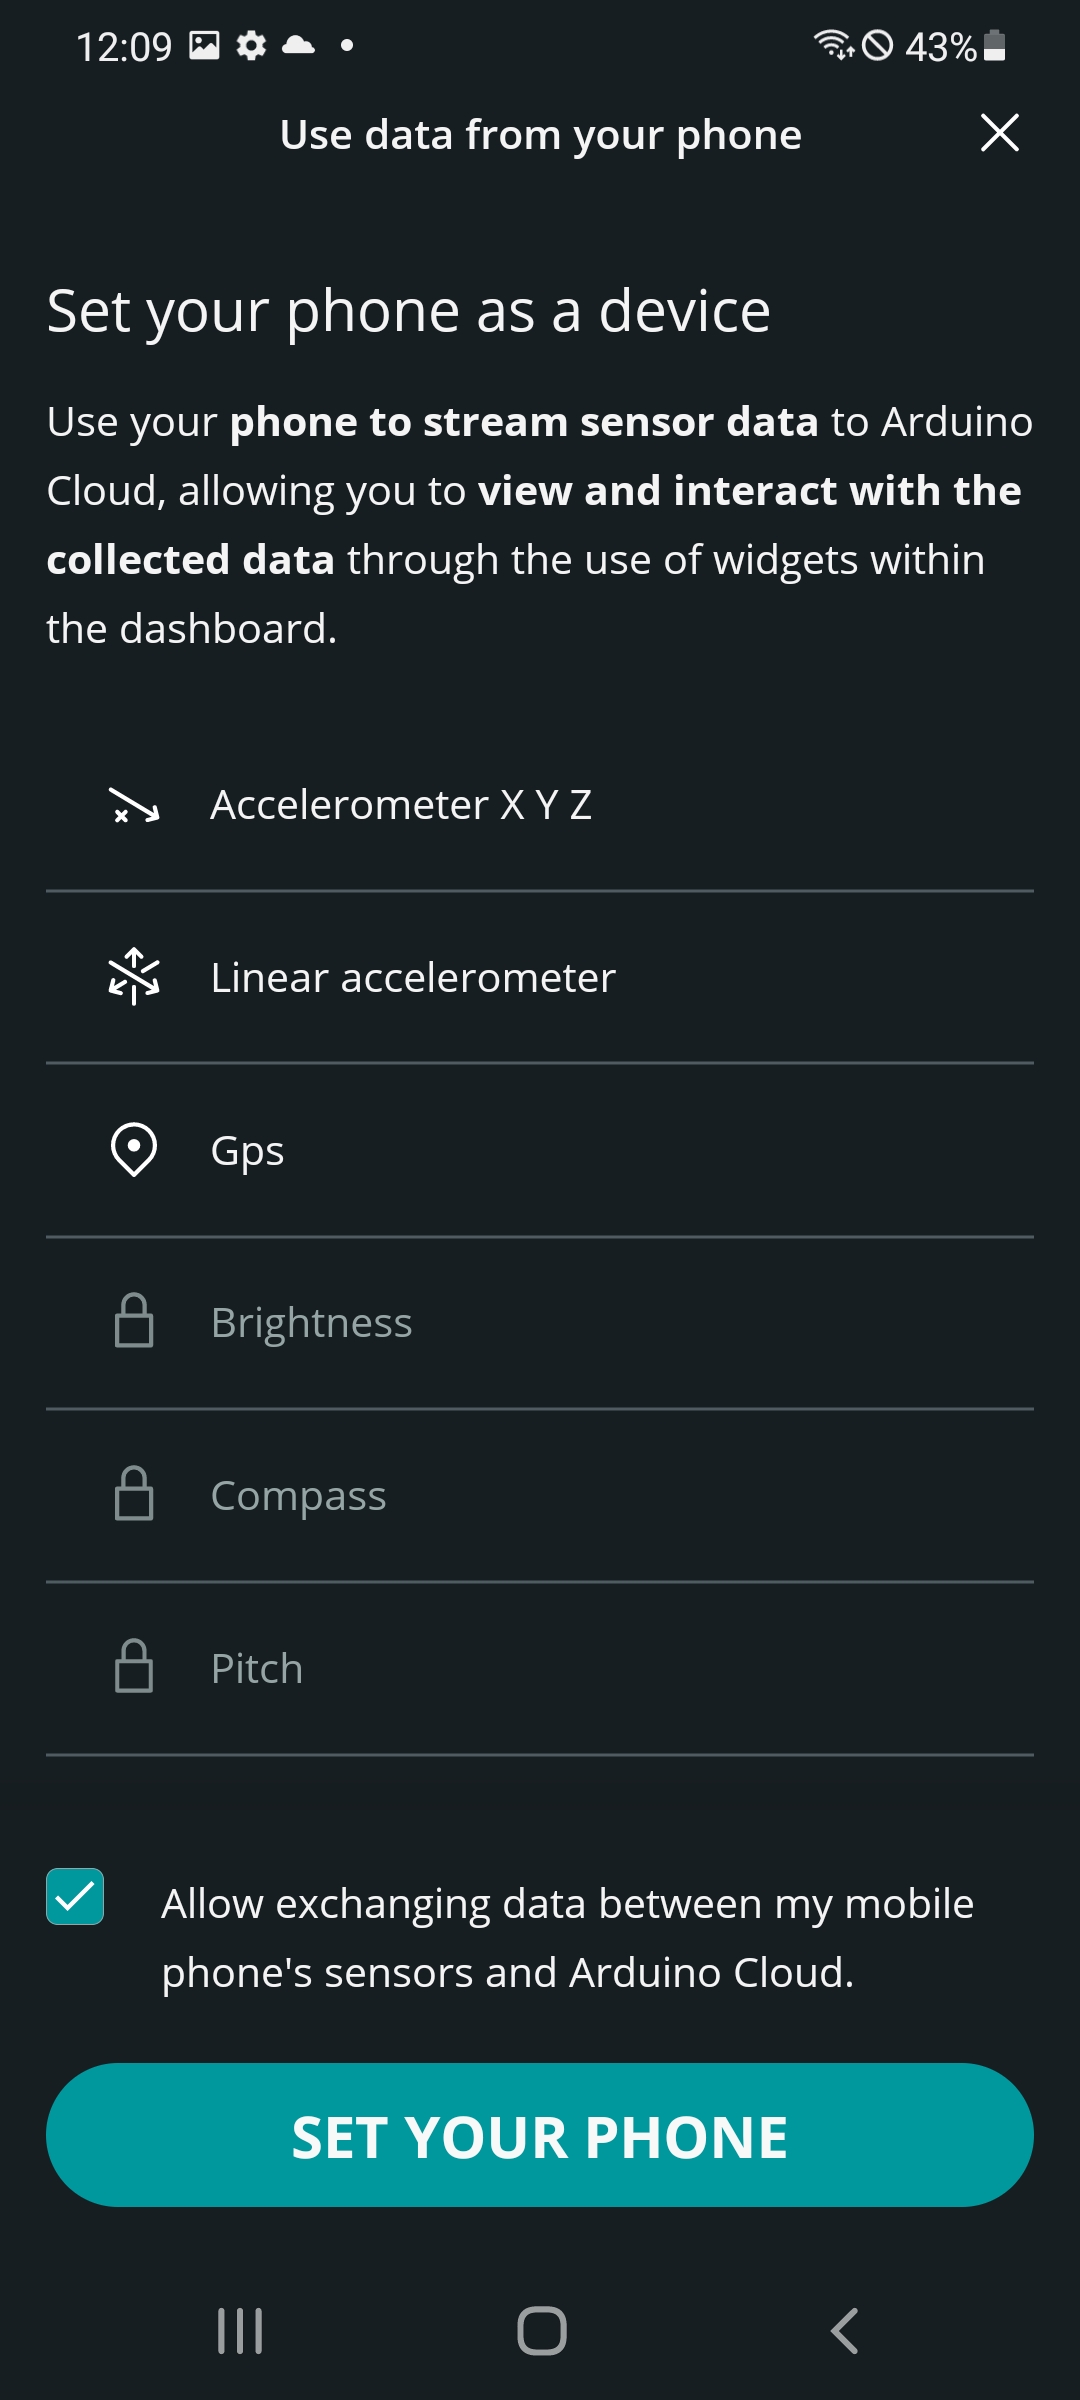 12:09
43%
Use data from your phone
Set your phone as a device
Use your phone to stream sensor data to Arduino
Cloud, allowing you to view and interact with the
collected data through the use of widgets within
the dashboard.
Accelerometer X Y Z
Linear accelerometer
Gps
Brightness
Compass
Pitch
Allow exchanging data between my mobile
phone's sensors and Arduino Cloud.
SET YOUR PHONE